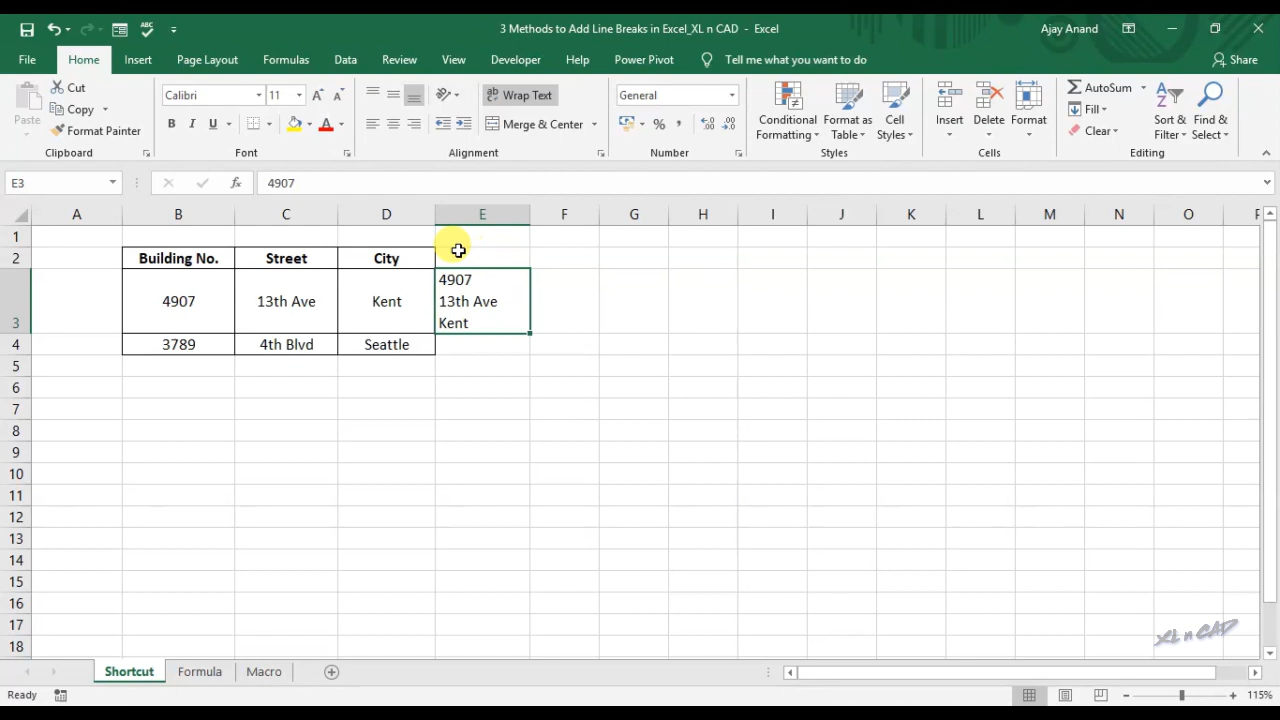 3 Methods to Add Line Breaks in Excel_XL n CAD - Excel
Ajay Anand
File Home Insert Page Layout Formulas Data Review View Developer Help Power Pivot Tell me what you want to do Share
Paste Cut Copy Format Painter
Calibri 11
B I U
Wrap Text
Merge & Center
General
Conditional Formatting
Format as Table
Cell Styles
Insert Delete Format
AutoSum Fill Clear
Sort & Filter
Find & Select
Clipboard Font Alignment Number Styles Cells Editing
E3 fx 4907
A B C D E F G H I J K L M N O P
1
2 Building No. Street City
3 4907 13th Ave Kent
4907
13th Ave
Kent
4 3789 4th Blvd Seattle
5
6
7
8
9
10
11
12
13
14
15
16
17
18
XL n CAD
Shortcut Formula Macro
Ready 115%